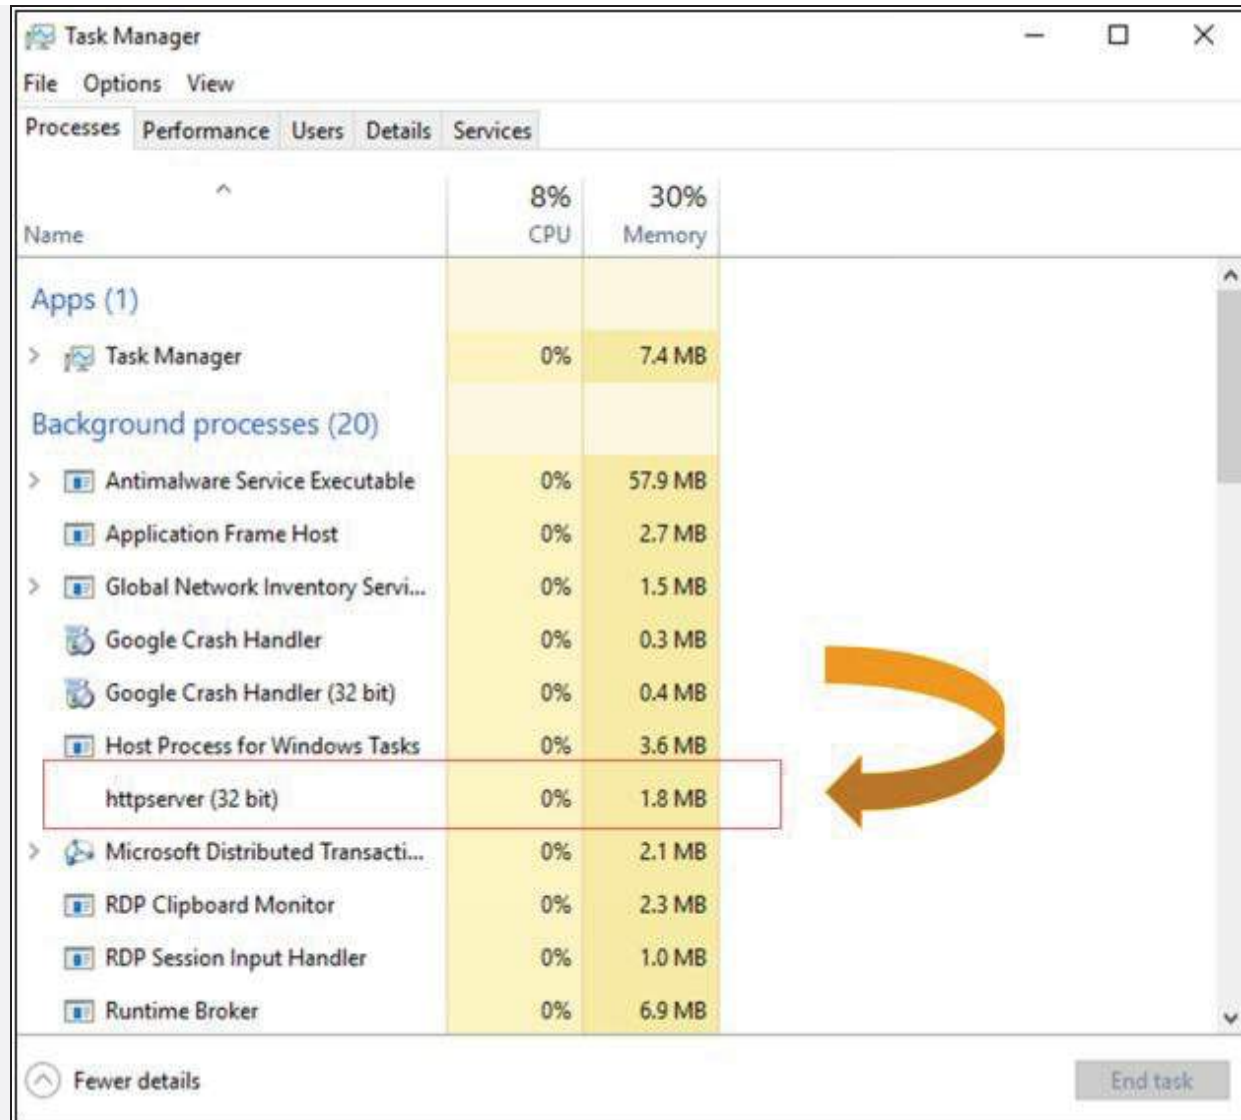 Task Manager
File Options View
Processes Performance Users Details Services
8% 30%
Name CPU Memory
Apps (1)
Task Manager 0% 7.4 MB
Background processes (20)
Antimalware Service Executable 0% 57.9 MB
Application Frame Host 0% 2.7 MB
Global Network Inventory Servi... 0% 1.5 MB
Google Crash Handler 0% 0.3 MB
Google Crash Handler (32 bit) 0% 0.4 MB
Host Process for Windows Tasks 0% 3.6 MB
httpserver (32 bit) 0% 1.8 MB
Microsoft Distributed Transacti... 0% 2.1 MB
RDP Clipboard Monitor 0% 2.3 MB
RDP Session Input Handler 0% 1.0 MB
Runtime Broker 0% 6.9 MB
Fewer details End task